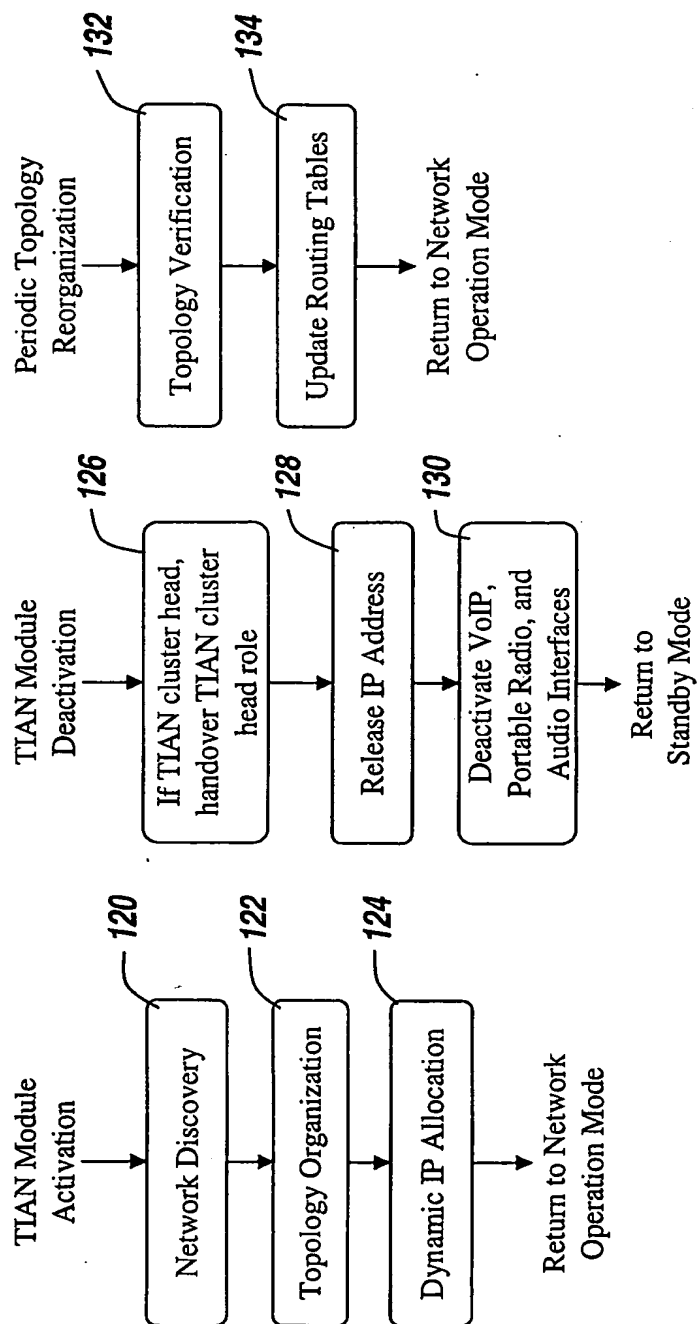 TIAN Module
Activation
120
Network Discovery
122
Topology Organization
124
Dynamic IP Allocation
Return to Network
Operation Mode
TIAN Module
Deactivation
126
If TIAN cluster head,
handover TIAN cluster
head role
128
Release IP Address
130
Deactivate VoIP,
Portable Radio, and
Audio Interfaces
Return to
Standby Mode
Periodic Topology
Reorganization
132
Topology Verification
134
Update Routing Tables
Return to Network
Operation Mode